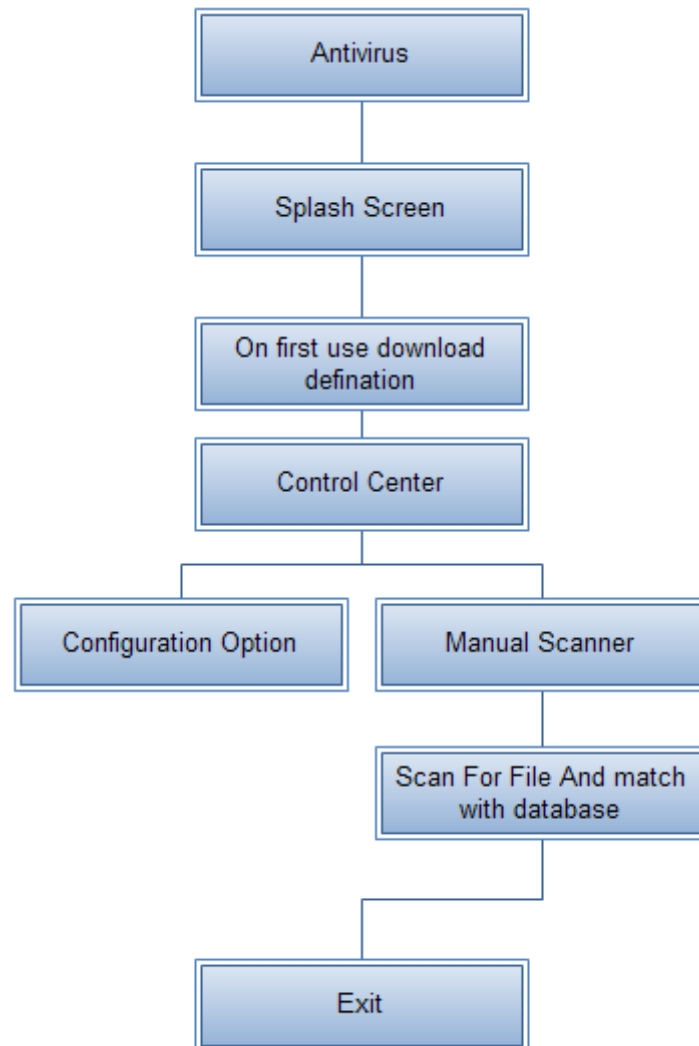 Antivirus
Splash Screen
On first use download
defination
Control Center
Configuration Option
Manual Scanner
Scan For File And match
with database
Exit